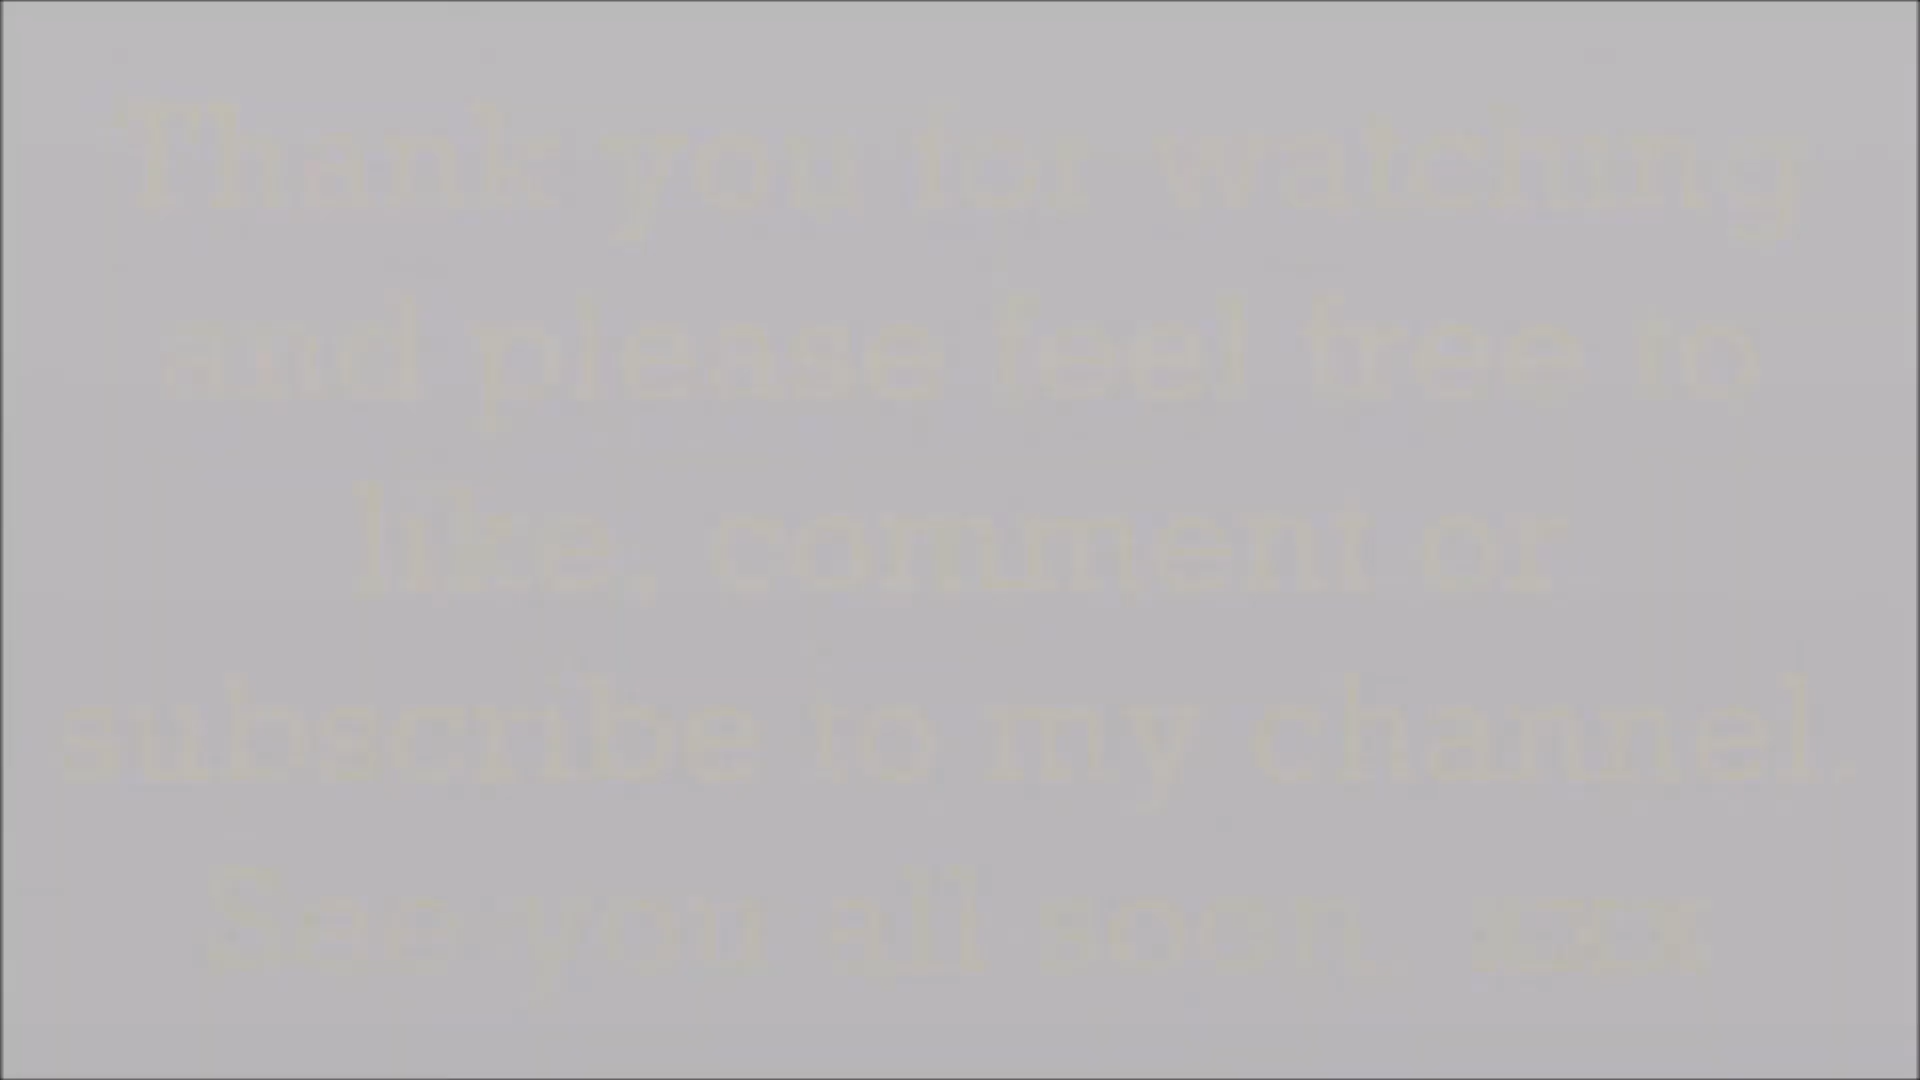 Thank you for watching
and please feel free to
like, comment or
subscribe to my channel.
See you all soon. xxx